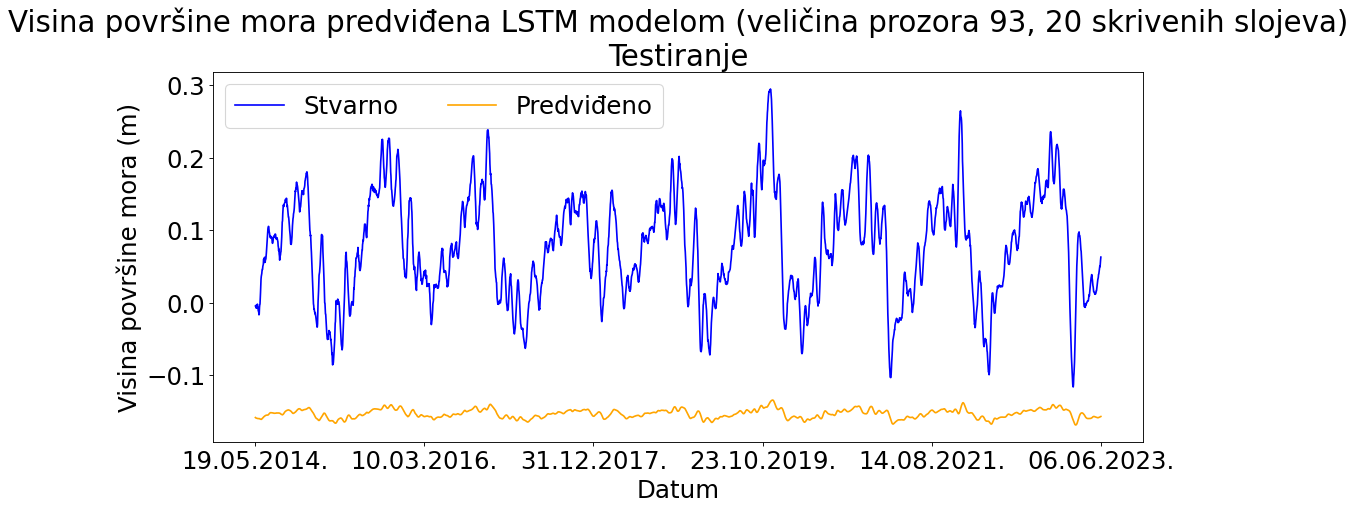 Visina površine mora predviđena LSTM modelom (veličina prozora 93, 20 skrivenih slojeva)
Testiranje
Stvarno
Predviđeno
Visina površine mora (m)
0.3
0.2
0.1
0.0
−0.1
19.05.2014.
10.03.2016.
31.12.2017.
23.10.2019.
14.08.2021.
06.06.2023.
Datum